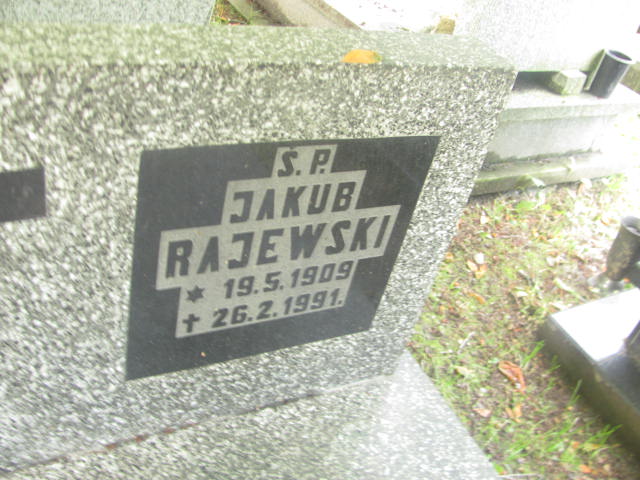 Ś. P.
JAKUB
RAJEWSKI
* 19.5.1909
✝ 26.2.1991.